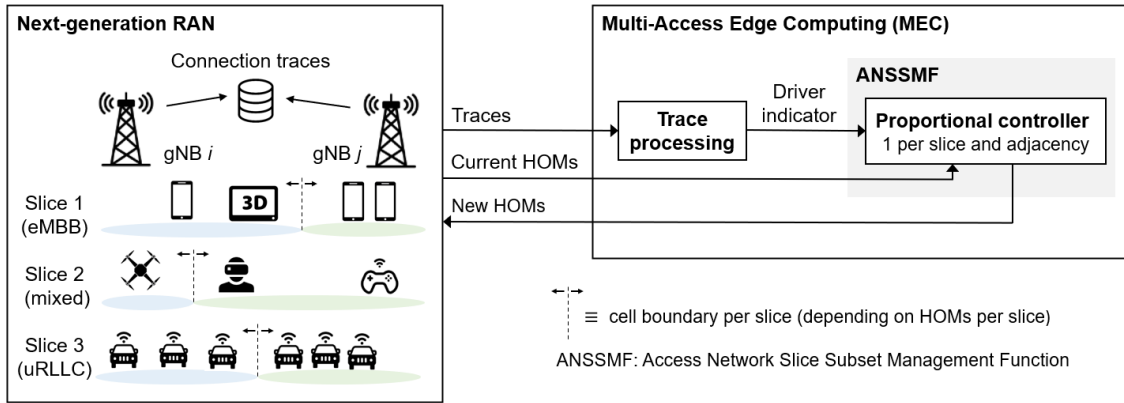 Next-generation RAN
Connection traces
gNB i
gNB j
Slice 1
(eMBB)
3D
Slice 2
(mixed)
Slice 3
(uRLLC)
Traces
Current HOMs
New HOMs
Multi-Access Edge Computing (MEC)
Trace
processing
Driver
indicator
ANSSMF
Proportional controller
1 per slice and adjacency
≡ cell boundary per slice (depending on HOMs per slice)
ANSSMF: Access Network Slice Subset Management Function